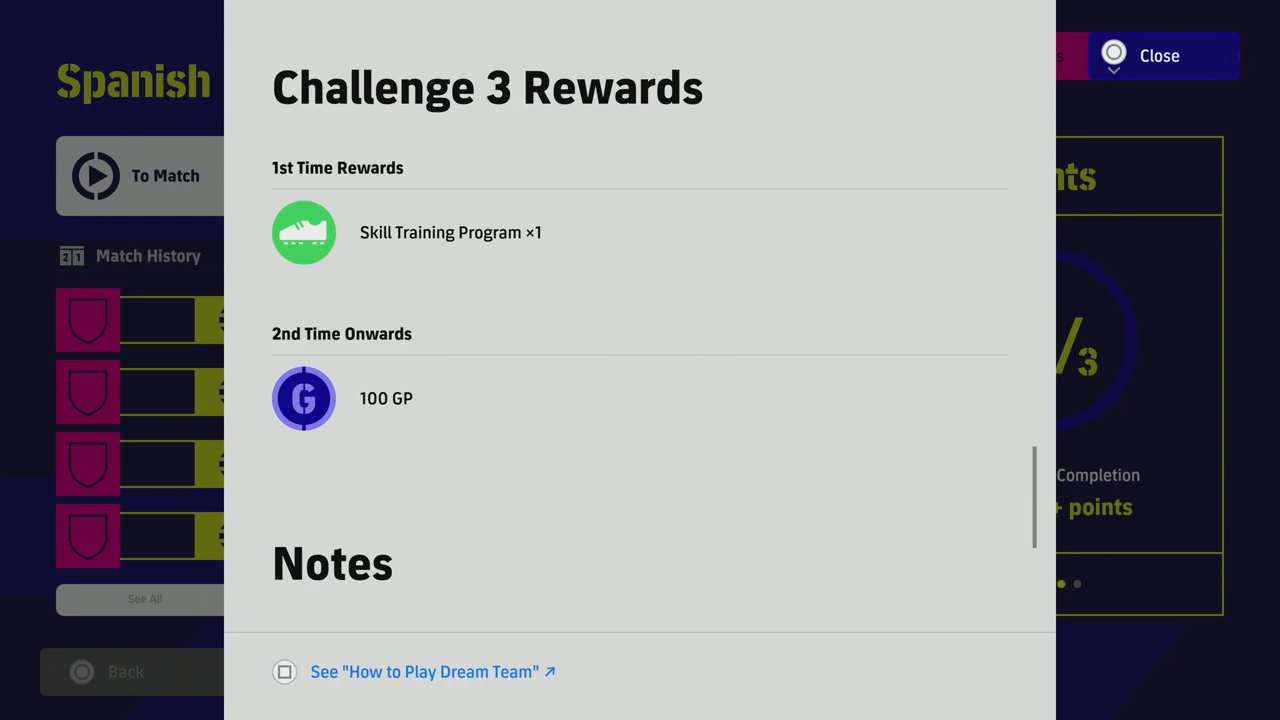 Spanish
To Match
21 Match History
See All
Back
Challenge 3 Rewards
1st Time Rewards
Skill Training Program ×1
2nd Time Onwards
G 100 GP
Notes
See "How to Play Dream Team" ↗
s
Close
nts
/3
Completion
+ points